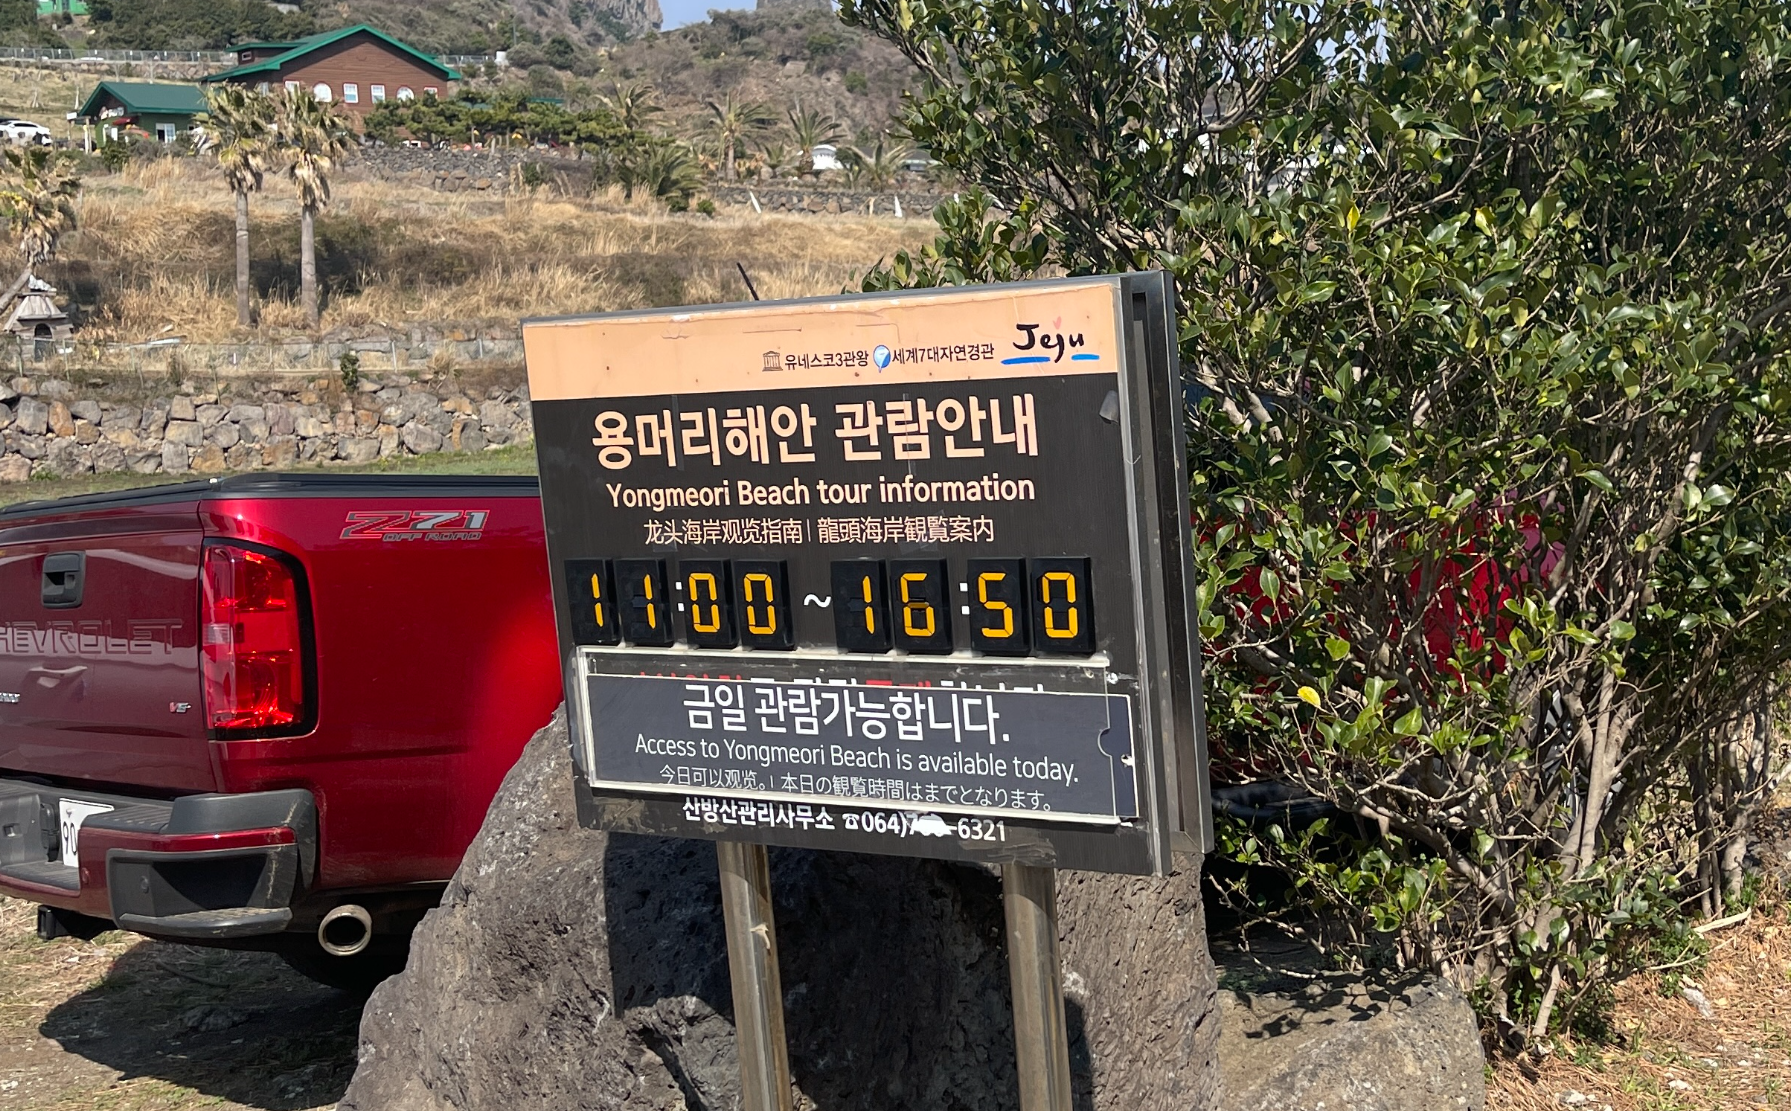 유네스코3관왕 세계7대자연경관 Jeju
용머리해안 관람안내
Yongmeori Beach tour information
龙头海岸观览指南 | 龍頭海岸観覧案内
11:00 ~ 16:50
금일 관람가능합니다.
Access to Yongmeori Beach is available today.
今日可以观览。 | 本日の観覧時間はまでとなります。
산방산관리사무소 ☎064) 6321
Z71
OFF ROAD
V6
90